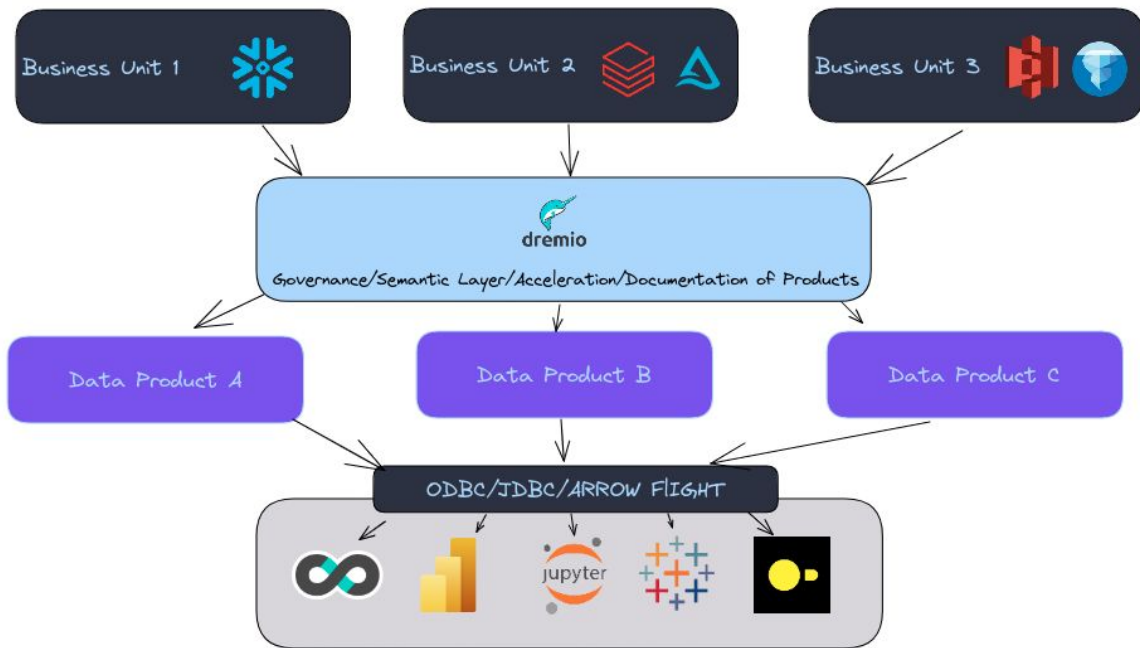 Business Unit 1
Business Unit 2
Business Unit 3
dremio
Governance/Semantic Layer/Acceleration/Documentation of Products
Data Product A
Data Product B
Data Product C
ODBC/JDBC/ARROW FlIGHT
jupyter